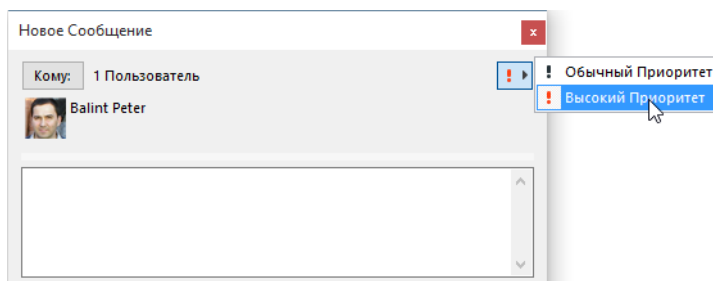 Новое Сообщение
x
Кому: 1 Пользователь
Balint Peter
! Обычный Приоритет
! Высокий Приоритет